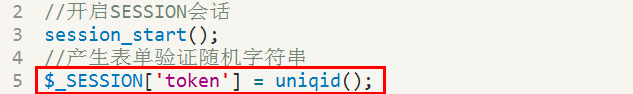 2 //开启SESSION会话
3 session_start();
4 //产生表单验证随机字符串
5 $_SESSION['token'] = uniqid();